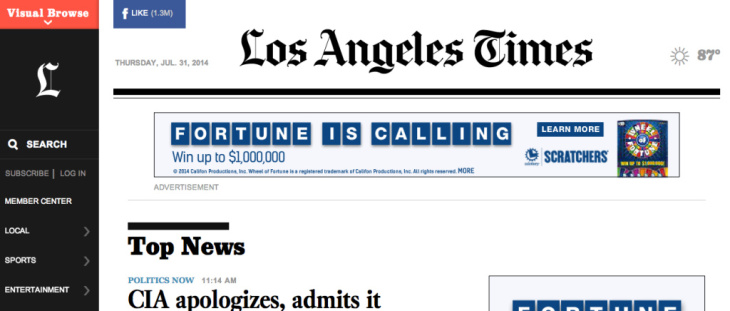 Visual Browse
LIKE (1.3M)
THURSDAY, JUL. 31, 2014
Los Angeles Times
87°
L
SEARCH
SUBSCRIBE | LOG IN
MEMBER CENTER
LOCAL
SPORTS
ENTERTAINMENT
FORTUNE IS CALLING
Win up to $1,000,000
© 2014 Califon Productions, Inc. Wheel of Fortune is a registered trademark of Califon Productions, Inc. All rights reserved. MORE
LEARN MORE
SCRATCHERS
ADVERTISEMENT
Top News
POLITICS NOW 11:14 AM
CIA apologizes, admits it
FORTUNE